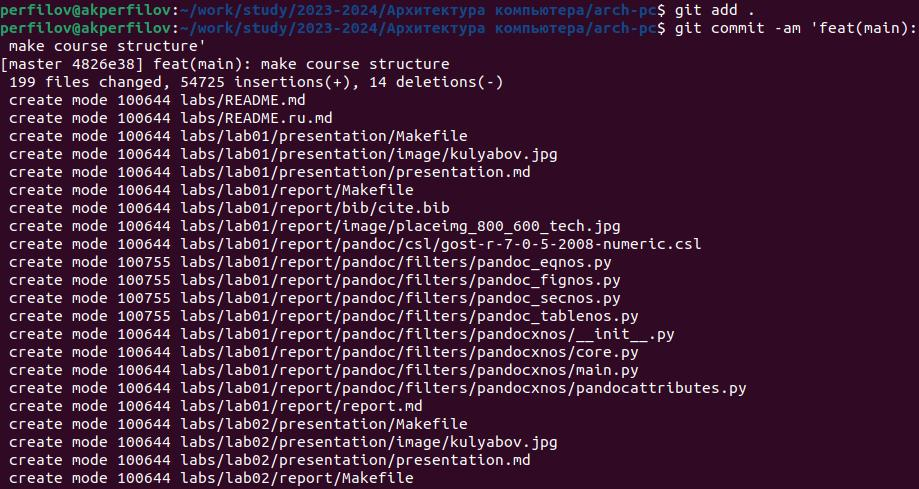 perfilov@akperfilov:~/work/study/2023-2024/Архитектура компьютера/arch-pc$ git add .
perfilov@akperfilov:~/work/study/2023-2024/Архитектура компьютера/arch-pc$ git commit -am 'feat(main):
 make course structure'
[master 4826e38] feat(main): make course structure
 199 files changed, 54725 insertions(+), 14 deletions(-)
 create mode 100644 labs/README.md
 create mode 100644 labs/README.ru.md
 create mode 100644 labs/lab01/presentation/Makefile
 create mode 100644 labs/lab01/presentation/image/kulyabov.jpg
 create mode 100644 labs/lab01/presentation/presentation.md
 create mode 100644 labs/lab01/report/Makefile
 create mode 100644 labs/lab01/report/bib/cite.bib
 create mode 100644 labs/lab01/report/image/placeimg_800_600_tech.jpg
 create mode 100644 labs/lab01/report/pandoc/csl/gost-r-7-0-5-2008-numeric.csl
 create mode 100755 labs/lab01/report/pandoc/filters/pandoc_eqnos.py
 create mode 100755 labs/lab01/report/pandoc/filters/pandoc_fignos.py
 create mode 100755 labs/lab01/report/pandoc/filters/pandoc_secnos.py
 create mode 100755 labs/lab01/report/pandoc/filters/pandoc_tablenos.py
 create mode 100644 labs/lab01/report/pandoc/filters/pandocxnos/__init__.py
 create mode 100644 labs/lab01/report/pandoc/filters/pandocxnos/core.py
 create mode 100644 labs/lab01/report/pandoc/filters/pandocxnos/main.py
 create mode 100644 labs/lab01/report/pandoc/filters/pandocxnos/pandocattributes.py
 create mode 100644 labs/lab01/report/report.md
 create mode 100644 labs/lab02/presentation/Makefile
 create mode 100644 labs/lab02/presentation/image/kulyabov.jpg
 create mode 100644 labs/lab02/presentation/presentation.md
 create mode 100644 labs/lab02/report/Makefile